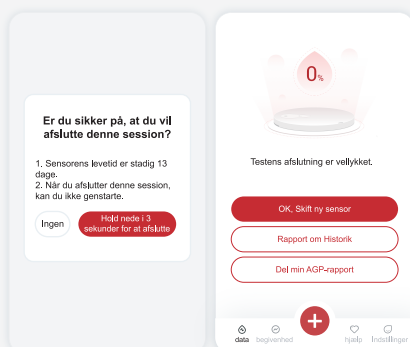 Er du sikker på, at du vil
afslutte denne session?
1. Sensorens levetid er stadig 13
dage.
2. Når du afslutter denne session,
kan du ikke genstarte.
Ingen
Hold nede i 3
sekunder for at afslutte
0%
Testens afslutning er vellykket.
OK, Skift ny sensor
Rapport om Historik
Del min AGP-rapport
data
begivenhed
hjælp
Indstillinger